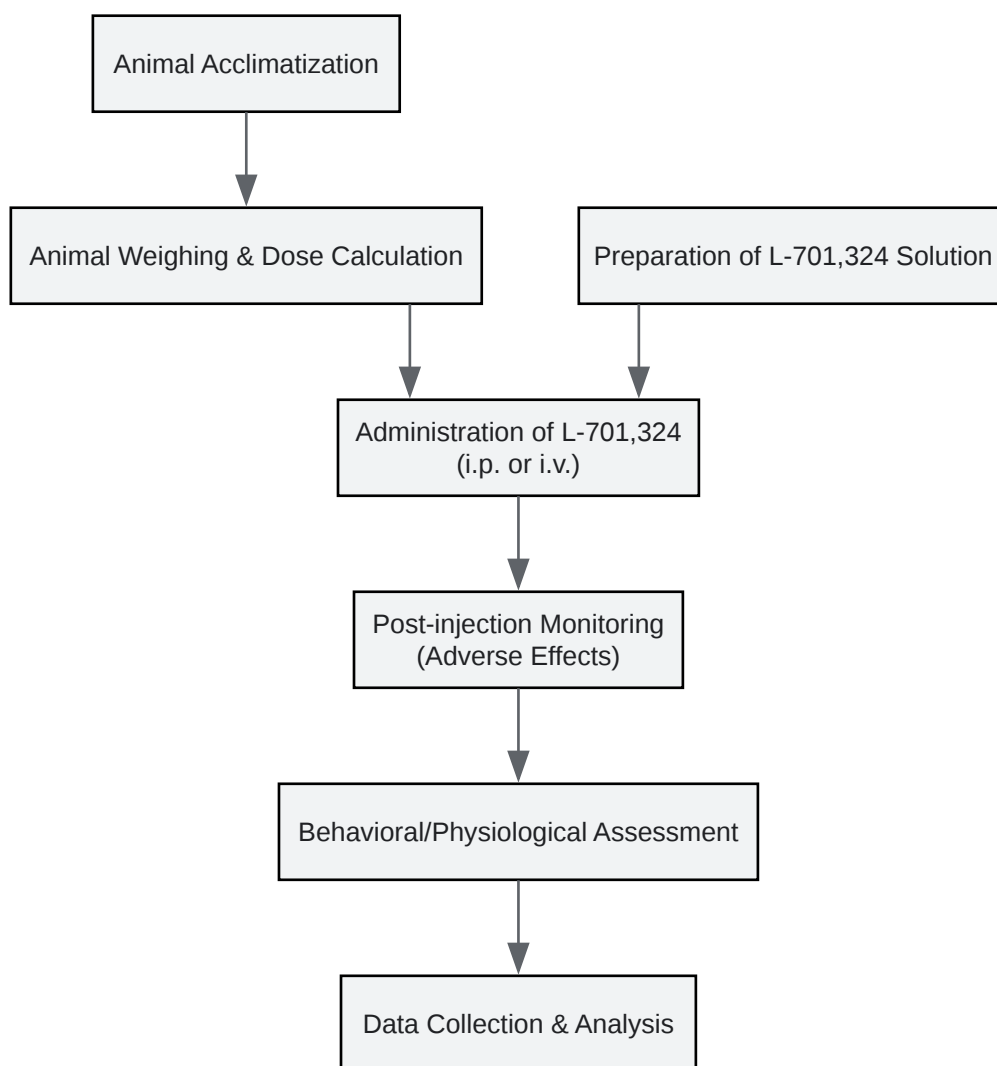 Animal Acclimatization
Animal Weighing & Dose Calculation
Preparation of L-701,324 Solution
Administration of L-701,324
(i.p. or i.v.)
Post-injection Monitoring
(Adverse Effects)
Behavioral/Physiological Assessment
Data Collection & Analysis